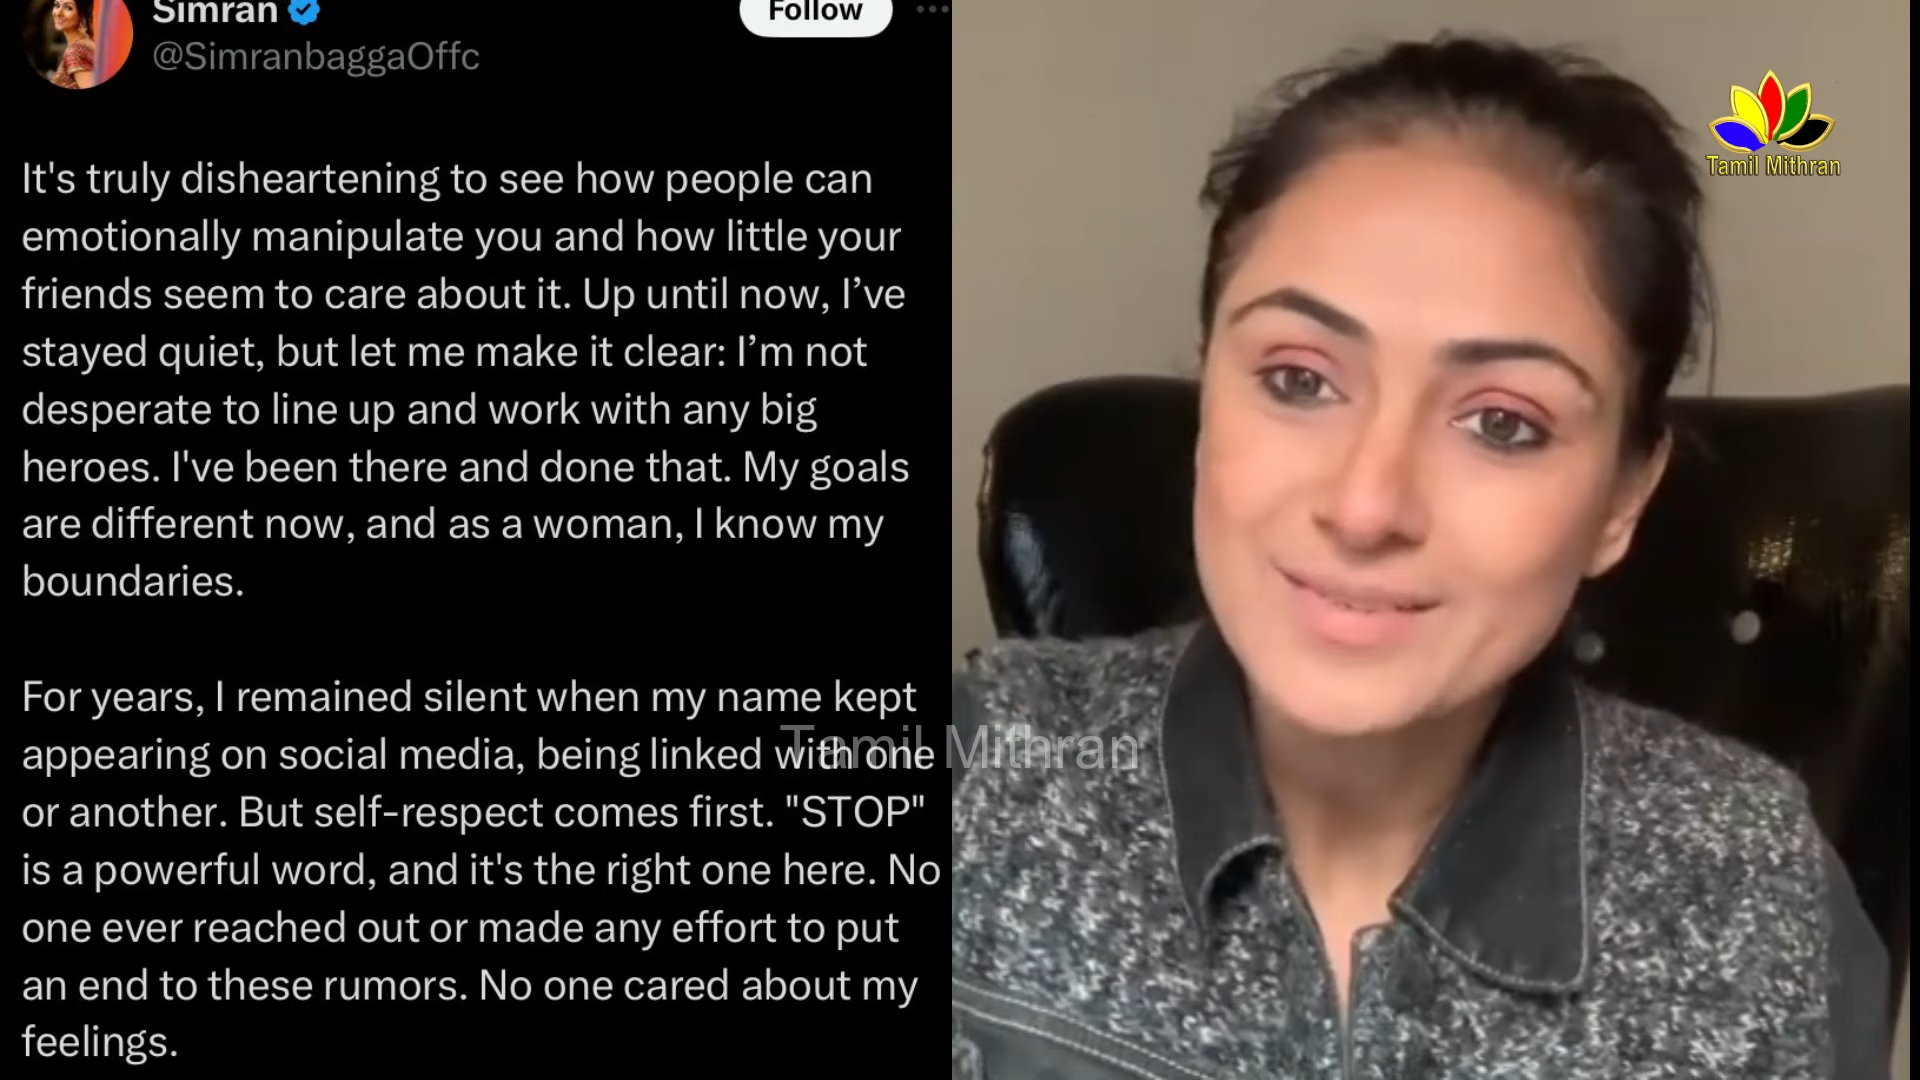 Simran
Follow
@SimranbaggaOffc
It's truly disheartening to see how people can
emotionally manipulate you and how little your
friends seem to care about it. Up until now, I’ve
stayed quiet, but let me make it clear: I’m not
desperate to line up and work with any big
heroes. I've been there and done that. My goals
are different now, and as a woman, I know my
boundaries.
For years, I remained silent when my name kept
appearing on social media, being linked with one
or another. But self-respect comes first. "STOP"
is a powerful word, and it's the right one here. No
one ever reached out or made any effort to put
an end to these rumors. No one cared about my
feelings.
Tamil Mithran
Tamil Mithran